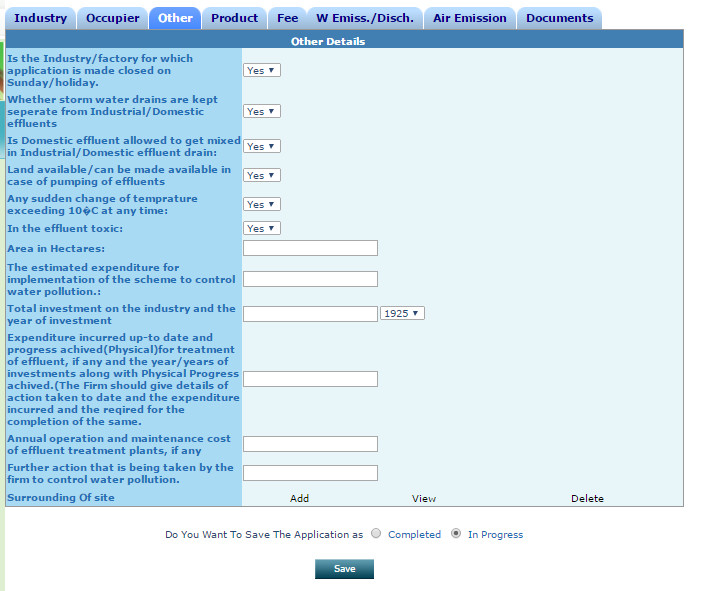 Industry Occupier Other Product Fee W Emiss./Disch. Air Emission Documents
Other Details
Is the Industry/factory for which
application is made closed on
Sunday/holiday.
Yes
Whether storm water drains are kept
seperate from Industrial/Domestic
effluents
Yes
Is Domestic effluent allowed to get mixed
in Industrial/Domestic effluent drain:
Yes
Land available/can be made available in
case of pumping of effluents
Yes
Any sudden change of temprature
exceeding 10�C at any time:
Yes
In the effluent toxic:
Yes
Area in Hectares:
The estimated expenditure for
implementation of the scheme to control
water pollution.:
Total investment on the industry and the
year of investment
1925
Expenditure incurred up-to date and
progress achived(Physical)for treatment
of effluent, if any and the year/years of
investments along with Physical Progress
achived.(The Firm should give details of
action taken to date and the expenditure
incurred and the reqired for the
completion of the same.
Annual operation and maintenance cost
of effluent treatment plants, if any
Further action that is being taken by the
firm to control water pollution.
Surrounding Of site Add View Delete
Do You Want To Save The Application as Completed In Progress
Save